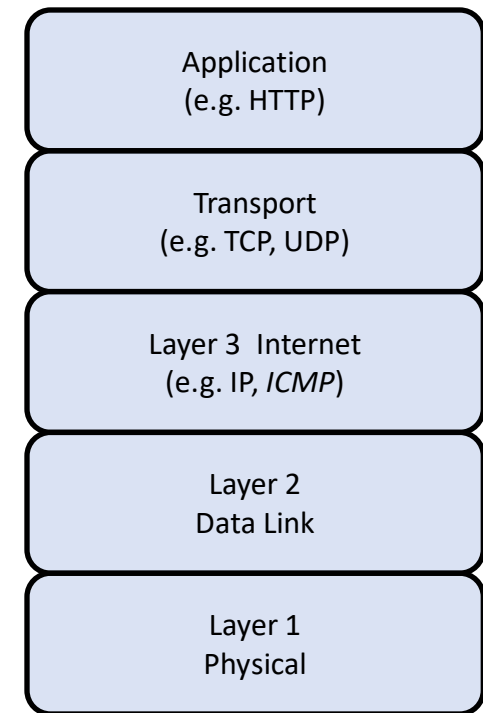 Application
(e.g. HTTP)
Transport
(e.g. TCP, UDP)
Layer 3  Internet
(e.g. IP, ICMP)
Layer 2
Data Link
Layer 1
Physical